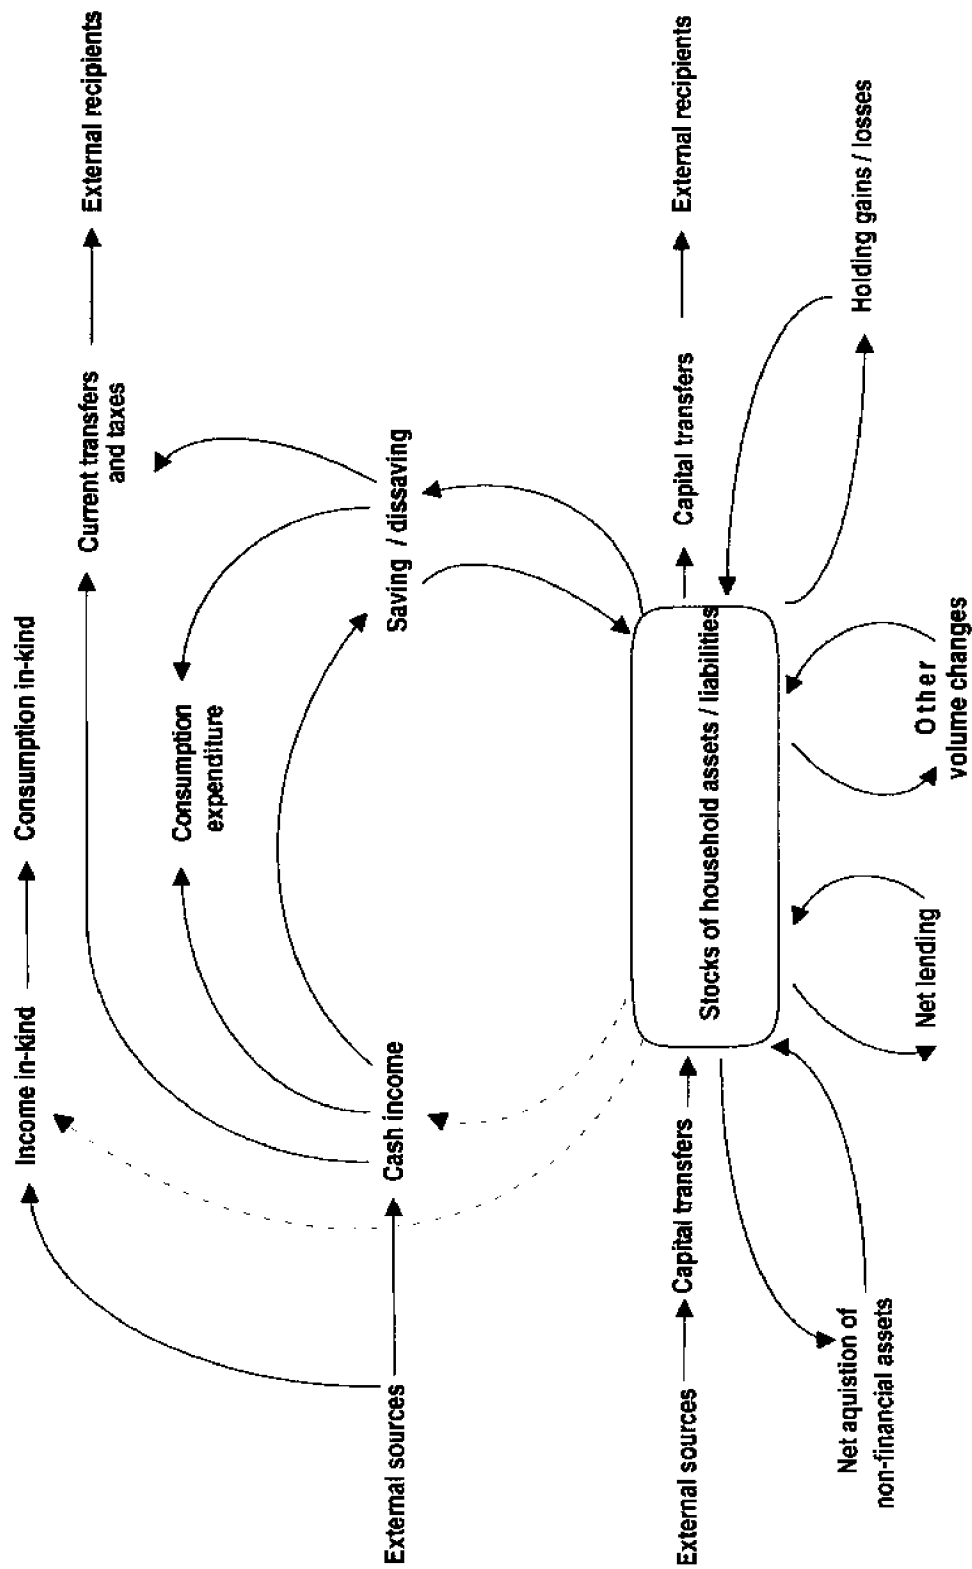 Income in-kind
Consumption in-kind
Current transfers
and taxes
External recipients
Consumption
expenditure
External sources
Cash income
Saving / dissaving
External sources
Capital transfers
Stocks of household assets / liabilities
Capital transfers
External recipients
Net aquistion of
non-financial assets
Net lending
Other
volume changes
Holding gains / losses